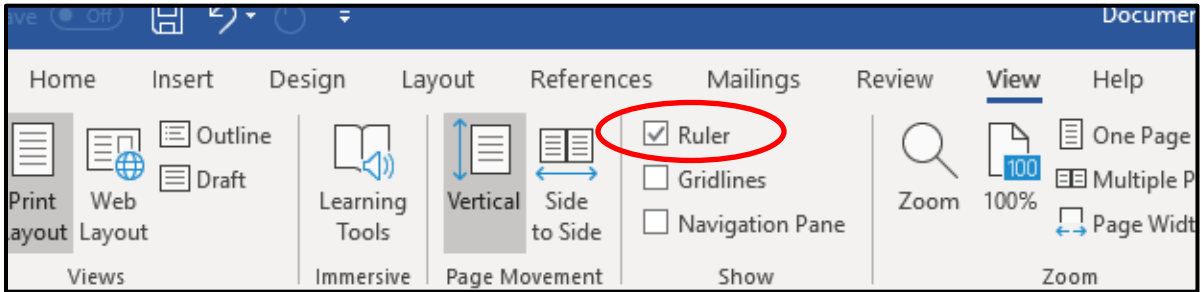 Off
Documer
Home Insert Design Layout References Mailings Review View Help
Outline
Draft
Print
ayout
Web
Layout
Views
Learning
Tools
Immersive
Vertical
Side
to Side
Page Movement
Ruler
Gridlines
Navigation Pane
Show
Zoom
100
100%
One Page
Multiple P
Page Widt
Zoom